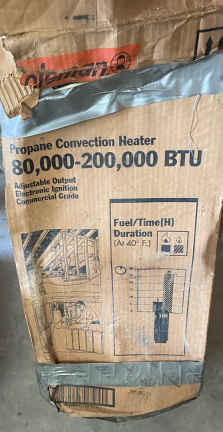 Coleman
Propane Convection Heater
80,000-200,000 BTU
Adjustable Output
Electronic Ignition
Commercial Grade
Fuel/Time(H)
Duration
(At 40° F.)